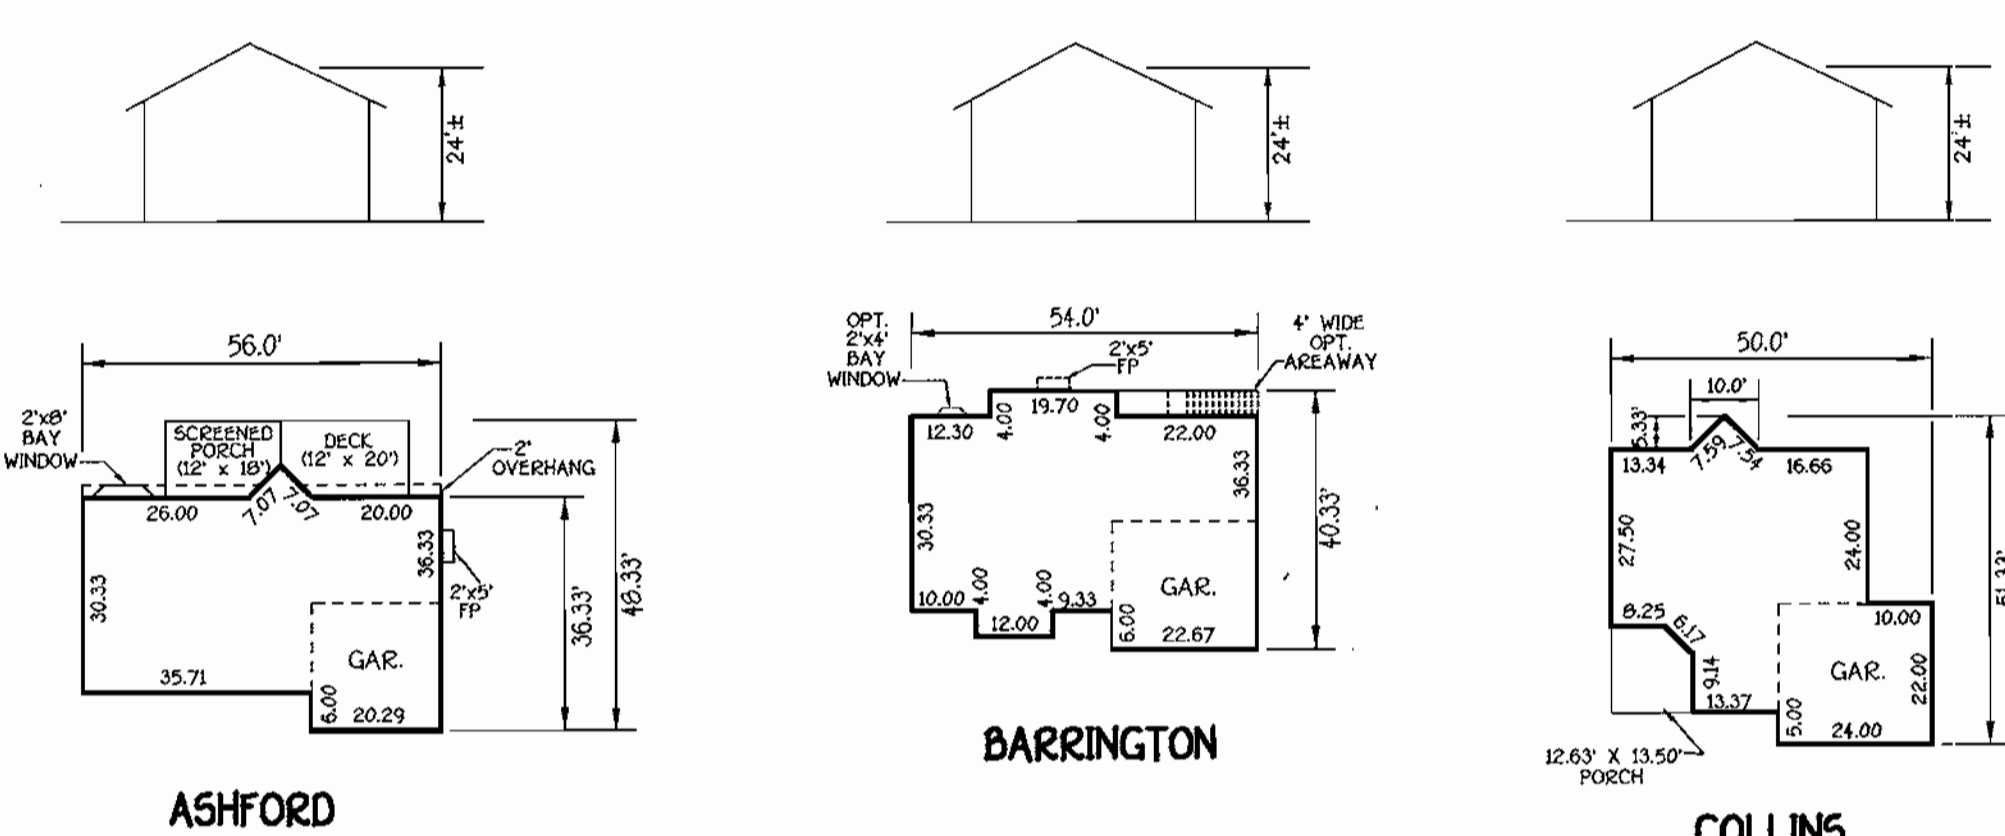 24'±
24'±
24'±
56.0'
2'x8'
BAY
WINDOW
SCREENED
PORCH
(12' x 18')
DECK
(12' x 20')
2'
OVERHANG
26.00
7.07
7.07
20.00
36.33
30.33
2'x5'
FP
36.33'
48.33'
GAR.
35.71
6.00
20.29
ASHFORD
OPT.
2'x4'
BAY
WINDOW
54.0'
2'x5'
FP
4' WIDE
OPT.
AREAWAY
12.30
4.00
19.70
4.00
22.00
36.33
30.33
40.33'
10.00
4.00
4.00
9.33
12.00
GAR.
6.00
22.67
BARRINGTON
50.0'
10.0'
5.33'
13.34
7.59
7.54
16.66
27.50
24.00
8.25
6.17
9.14
13.37
10.00
GAR.
22.00
5.00
24.00
51.33'
12.63' X 13.50'
PORCH
COLLINS